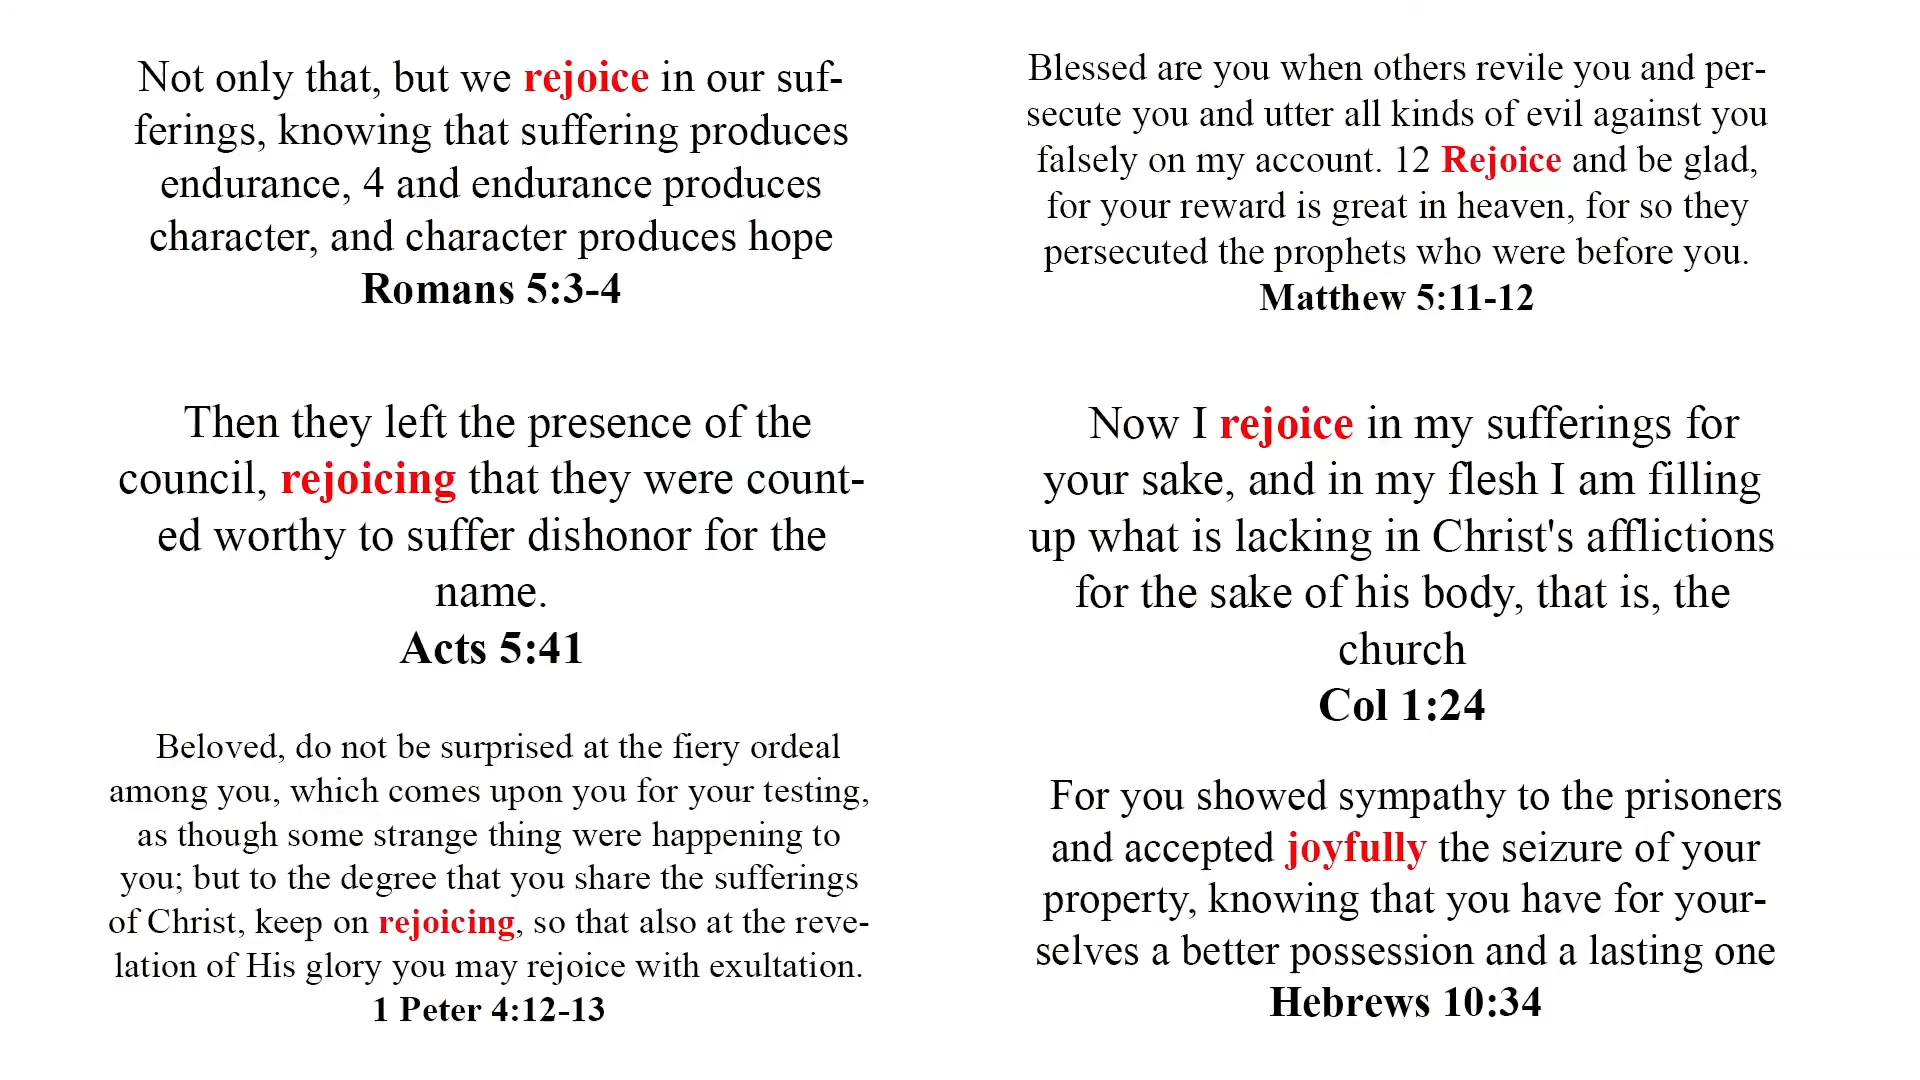 Not only that, but we rejoice in our suf-
ferings, knowing that suffering produces
endurance, 4 and endurance produces
character, and character produces hope
Romans 5:3-4
Blessed are you when others revile you and per-
secute you and utter all kinds of evil against you
falsely on my account. 12 Rejoice and be glad,
for your reward is great in heaven, for so they
persecuted the prophets who were before you.
Matthew 5:11-12
Then they left the presence of the
council, rejoicing that they were count-
ed worthy to suffer dishonor for the
name.
Acts 5:41
Now I rejoice in my sufferings for
your sake, and in my flesh I am filling
up what is lacking in Christ's afflictions
for the sake of his body, that is, the
church
Col 1:24
Beloved, do not be surprised at the fiery ordeal
among you, which comes upon you for your testing,
as though some strange thing were happening to
you; but to the degree that you share the sufferings
of Christ, keep on rejoicing, so that also at the reve-
lation of His glory you may rejoice with exultation.
1 Peter 4:12-13
For you showed sympathy to the prisoners
and accepted joyfully the seizure of your
property, knowing that you have for your-
selves a better possession and a lasting one
Hebrews 10:34